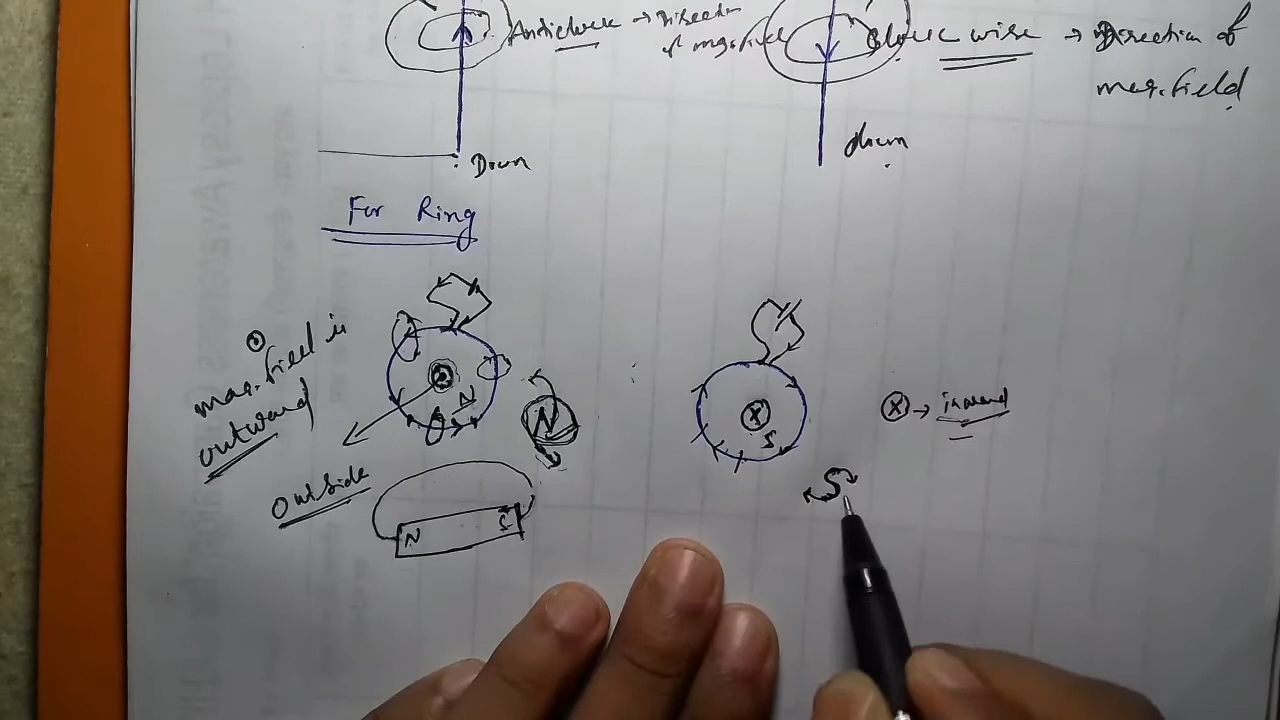 Anticlock → Direction
of mag. field
Clock wise → Direction of
mag. field
Down
down
For Ring
mag. field is
outward
outside
N
N
N S
x
S
S
x → inward